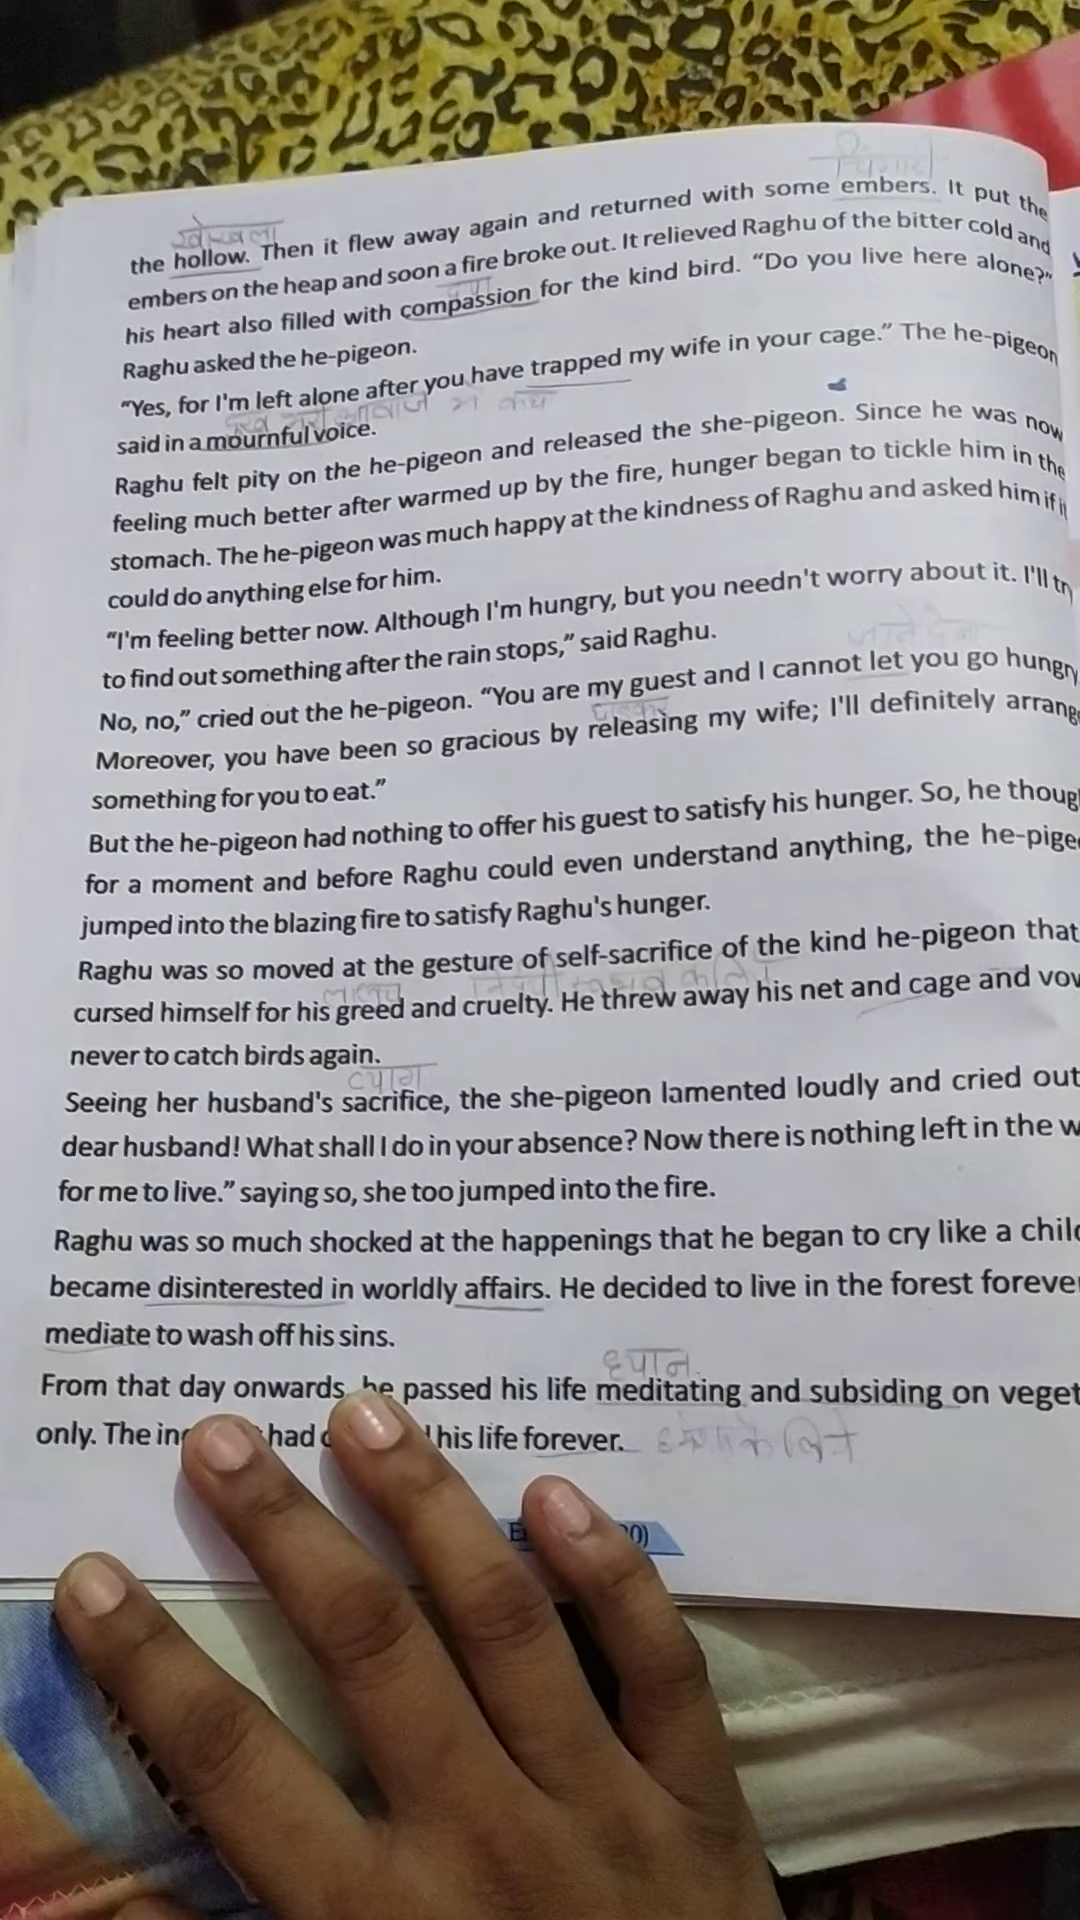 चिंगारी
खोखला
the hollow. Then it flew away again and returned with some embers. It put the
embers on the heap and soon a fire broke out. It relieved Raghu of the bitter cold and
दया
his heart also filled with compassion for the kind bird. “Do you live here alone?”
Raghu asked the he-pigeon.
“Yes, for I'm left alone after you have trapped my wife in your cage.” The he-pigeon
said in a mournful voice.
Raghu felt pity on the he-pigeon and released the she-pigeon. Since he was now
feeling much better after warmed up by the fire, hunger began to tickle him in the
stomach. The he-pigeon was much happy at the kindness of Raghu and asked him if it
could do anything else for him.
“I'm feeling better now. Although I'm hungry, but you needn't worry about it. I'll
to find out something after the rain stops,” said Raghu.
जाने देना
No, no,” cried out the he-pigeon. “You are my guest and I cannot let you go hungry
Moreover, you have been so gracious by releasing my wife; I'll definitely
something for you to eat.”
But the he-pigeon had nothing to offer his guest to satisfy his hunger. So, he
for a moment and before Raghu could even understand anything, the
jumped into the blazing fire to satisfy Raghu's hunger.
Raghu was so moved at the gesture of self-sacrifice of the kind he-pigeon that
लालच
cursed himself for his greed and cruelty. He threw away his net and cage and
never to catch birds again.
त्याग
Seeing her husband's sacrifice, the she-pigeon lamented loudly and cried out
dear husband! What shall I do in your absence? Now there is nothing left in the
for me to live.” saying so, she too jumped into the fire.
Raghu was so much shocked at the happenings that he began to cry like a
became disinterested in worldly affairs. He decided to live in the forest
mediate to wash off his sins.
ध्यान
From that day onwards he passed his life meditating and subsiding on
only. The had his life forever. हमेशा के लिये